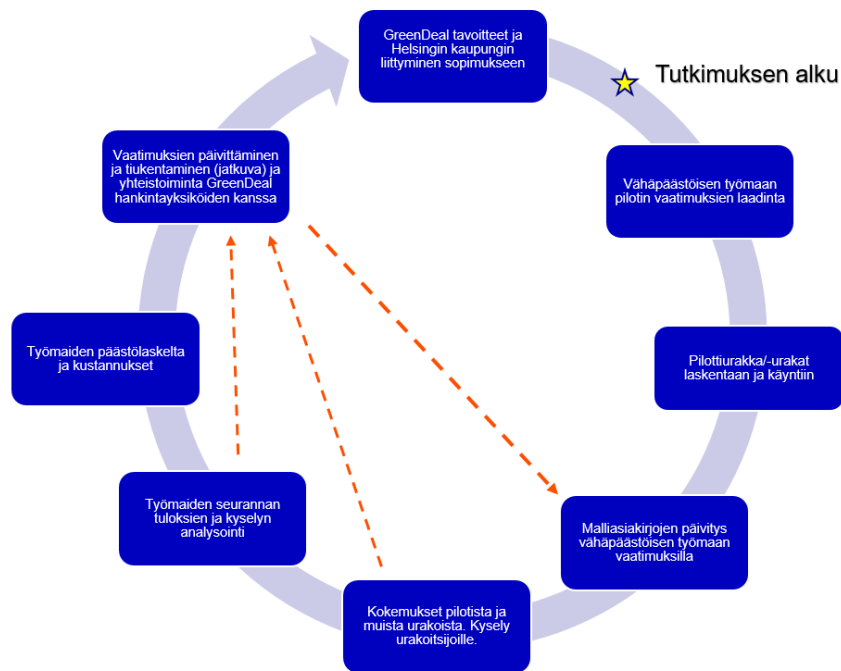 GreenDeal tavoitteet ja
Helsingin kaupungin
liittyminen sopimukseen
Tutkimuksen alku
Vähäpäästöisen työmaan
pilotin vaatimuksien laadinta
Pilottiurakka/-urakat
laskentaan ja käyntiin
Malliasiakirjojen päivitys
vähäpäästöisen työmaan
vaatimuksilla
Kokemukset pilotista ja
muista urakoista. Kysely
urakoitsijoille.
Työmaiden seurannan
tuloksien ja kyselyn
analysointi
Työmaiden päästölaskelta
ja kustannukset
Vaatimuksien päivittäminen
ja tiukentaminen (jatkuva) ja
yhteistoiminta GreenDeal
hankintayksiköiden kanssa